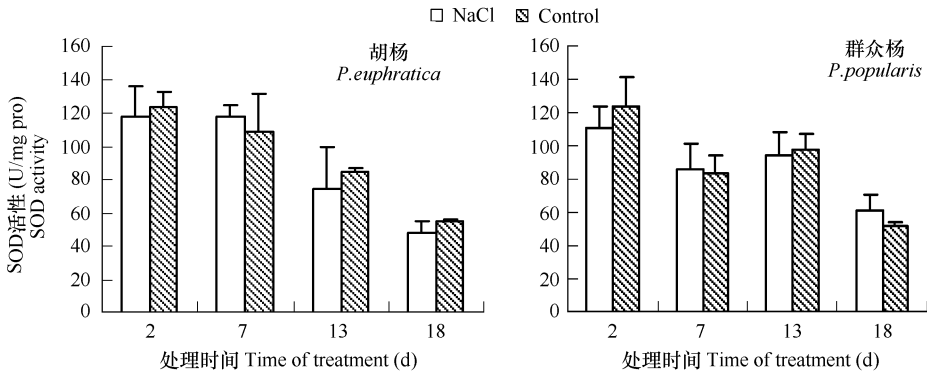 NaCl Control
SOD活性 (U/mg pro)
SOD activity
160
140
120
100
80
60
40
20
0
胡杨
P.euphratica
2 7 13 18
处理时间 Time of treatment (d)
160
140
120
100
80
60
40
20
0
群众杨
P.popularis
2 7 13 18
处理时间 Time of treatment (d)